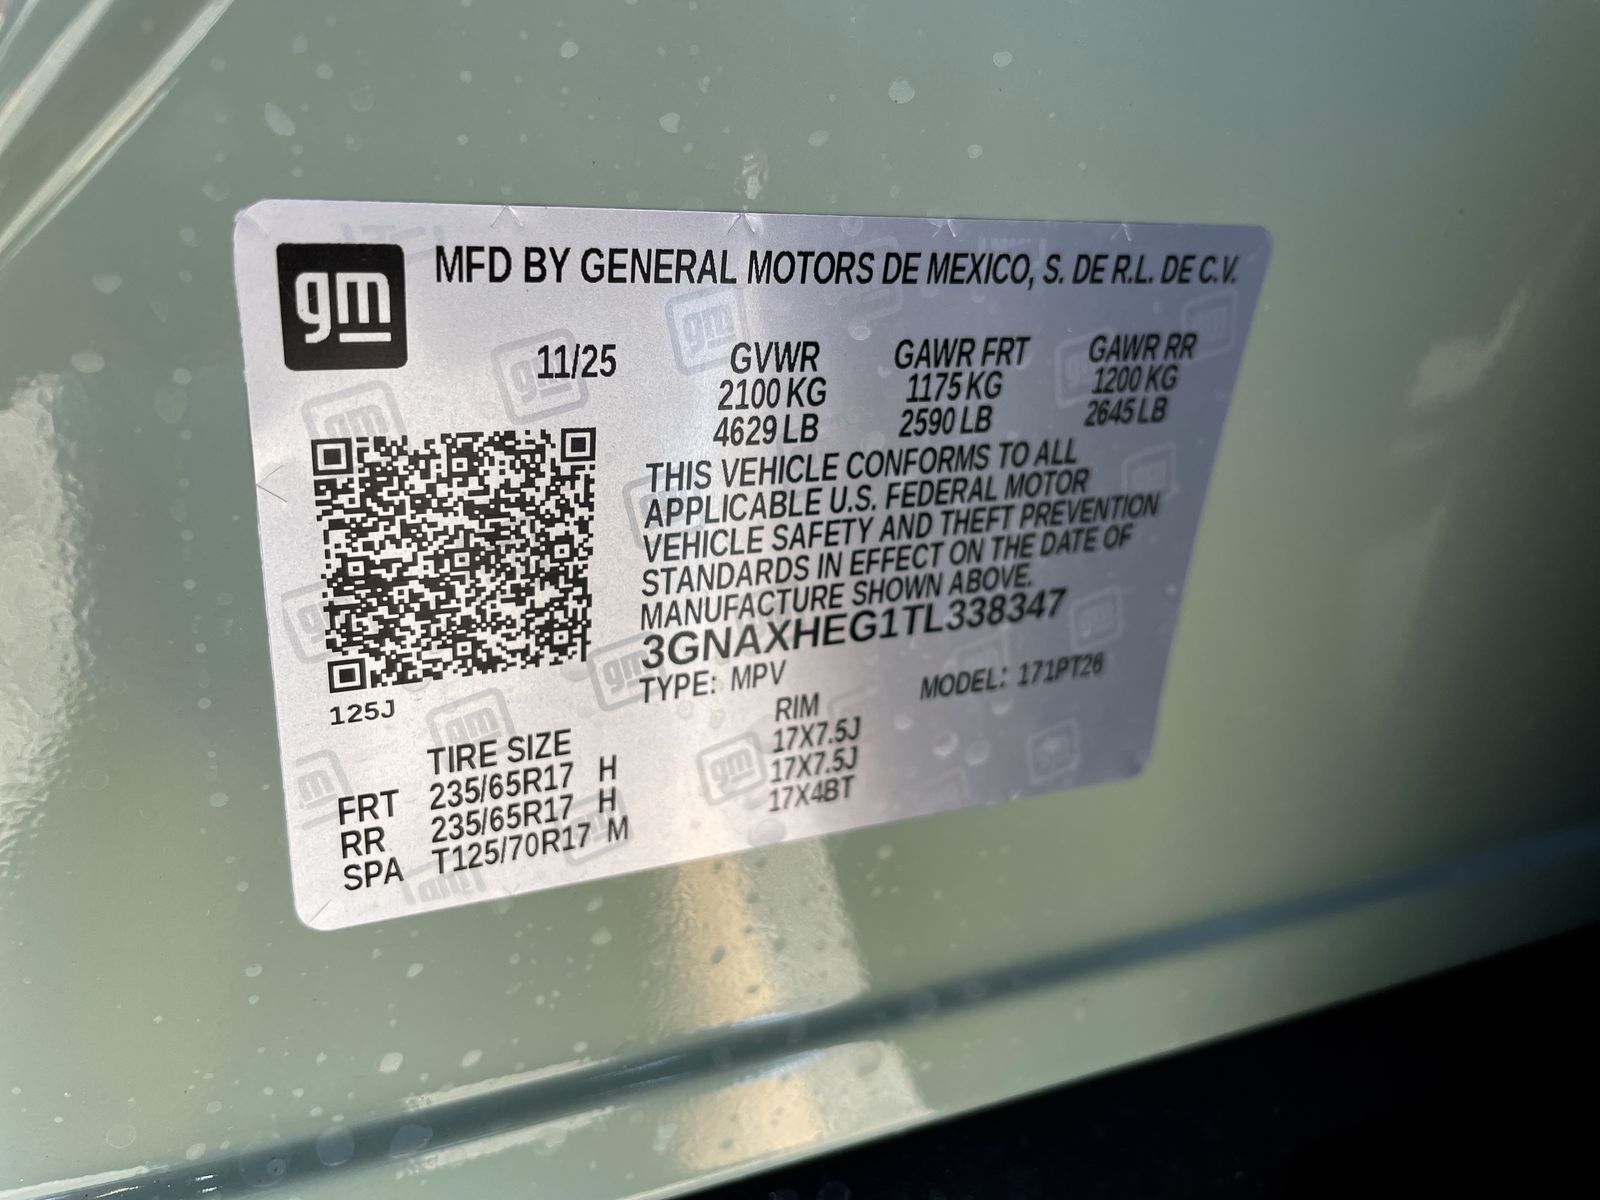 gm
MFD BY GENERAL MOTORS DE MEXICO, S. DE R.L. DE C.V.
11/25 GVWR GAWR FRT GAWR RR
2100 KG 1175 KG 1200 KG
4629 LB 2590 LB 2645 LB
THIS VEHICLE CONFORMS TO ALL
APPLICABLE U.S. FEDERAL MOTOR
VEHICLE SAFETY AND THEFT PREVENTION
STANDARDS IN EFFECT ON THE DATE OF
MANUFACTURE SHOWN ABOVE.
3GNAXHEG1TL338347
TYPE: MPV MODEL: 171PT26
125J
TIRE SIZE RIM
FRT 235/65R17 H 17X7.5J
RR 235/65R17 H 17X7.5J
SPA T125/70R17 M 17X4BT